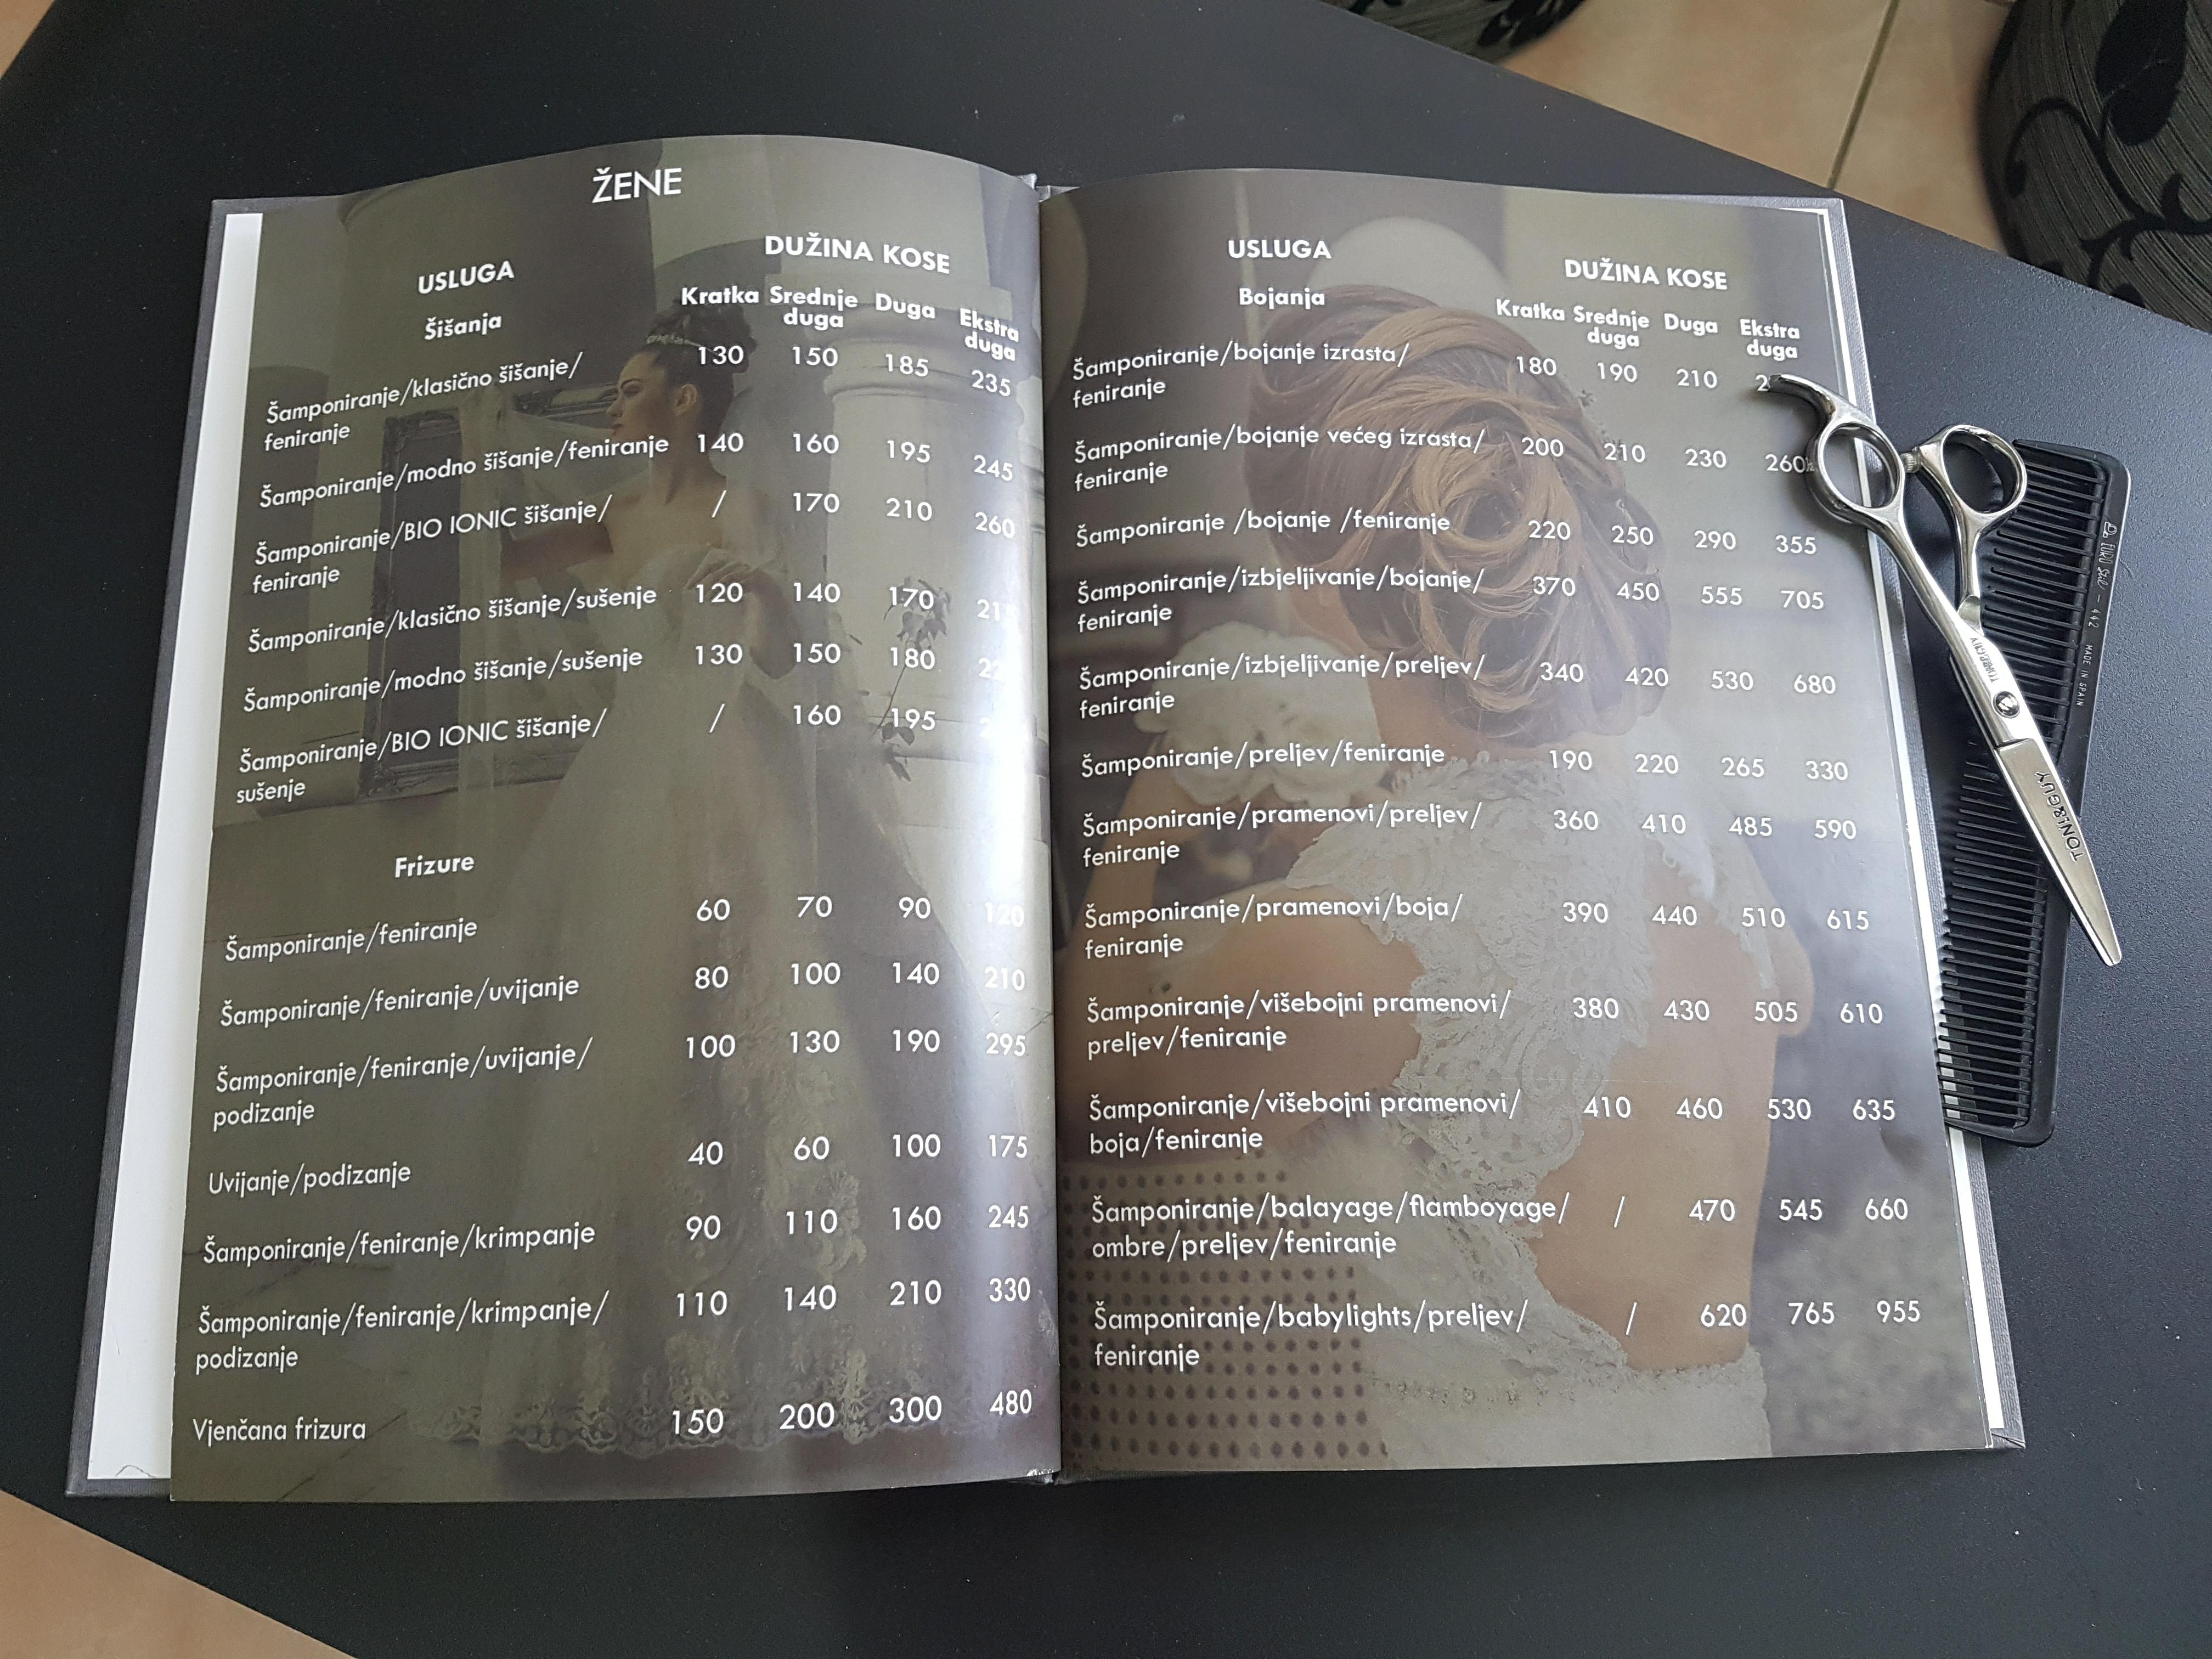 ŽENE
USLUGA
DUŽINA KOSE
Šišanja
Kratka Srednje duga Duga Ekstra duga
Šamponiranje/klasično šišanje/ 130 150 185 235
feniranje
Šamponiranje/modno šišanje/feniranje 140 160 195 245
Šamponiranje/BIO IONIC šišanje/ / 170 210 260
feniranje
Šamponiranje/klasično šišanje/sušenje 120 140 170
Šamponiranje/modno šišanje/sušenje 130 150 180
Šamponiranje/BIO IONIC šišanje/ / 160 195
sušenje
Frizure
Šamponiranje/feniranje 60 70 90 120
Šamponiranje/feniranje/uvijanje 80 100 140 210
Šamponiranje/feniranje/uvijanje/ 100 130 190 295
podizanje
Uvijanje/podizanje 40 60 100 175
Šamponiranje/feniranje/krimpanje 90 110 160 245
Šamponiranje/feniranje/krimpanje/ 110 140 210 330
podizanje
Vjenčana frizura 150 200 300 480
USLUGA
DUŽINA KOSE
Bojanja
Kratka Srednje duga Duga Ekstra duga
Šamponiranje/bojanje izrasta/ 180 190 210
feniranje
Šamponiranje/bojanje većeg izrasta/ 200 210 230 260
feniranje
Šamponiranje /bojanje /feniranje 220 250 290 355
Šamponiranje/izbjeljivanje/bojanje/ 370 450 555 705
feniranje
Šamponiranje/izbjeljivanje/preljev/ 340 420 530 680
feniranje
Šamponiranje/preljev/feniranje 190 220 265 330
Šamponiranje/pramenovi/preljev/ 360 410 485 590
feniranje
Šamponiranje/pramenovi/boja/ 390 440 510 615
feniranje
Šamponiranje/višebojni pramenovi/ 380 430 505 610
preljev/feniranje
Šamponiranje/višebojni pramenovi/ 410 460 530 635
boja/feniranje
Šamponiranje/balayage/flamboyage/ / 470 545 660
ombre/preljev/feniranje
Šamponiranje/babylights/preljev/ / 620 765 955
feniranje
TONI&GUY
442 MADE IN SPAIN